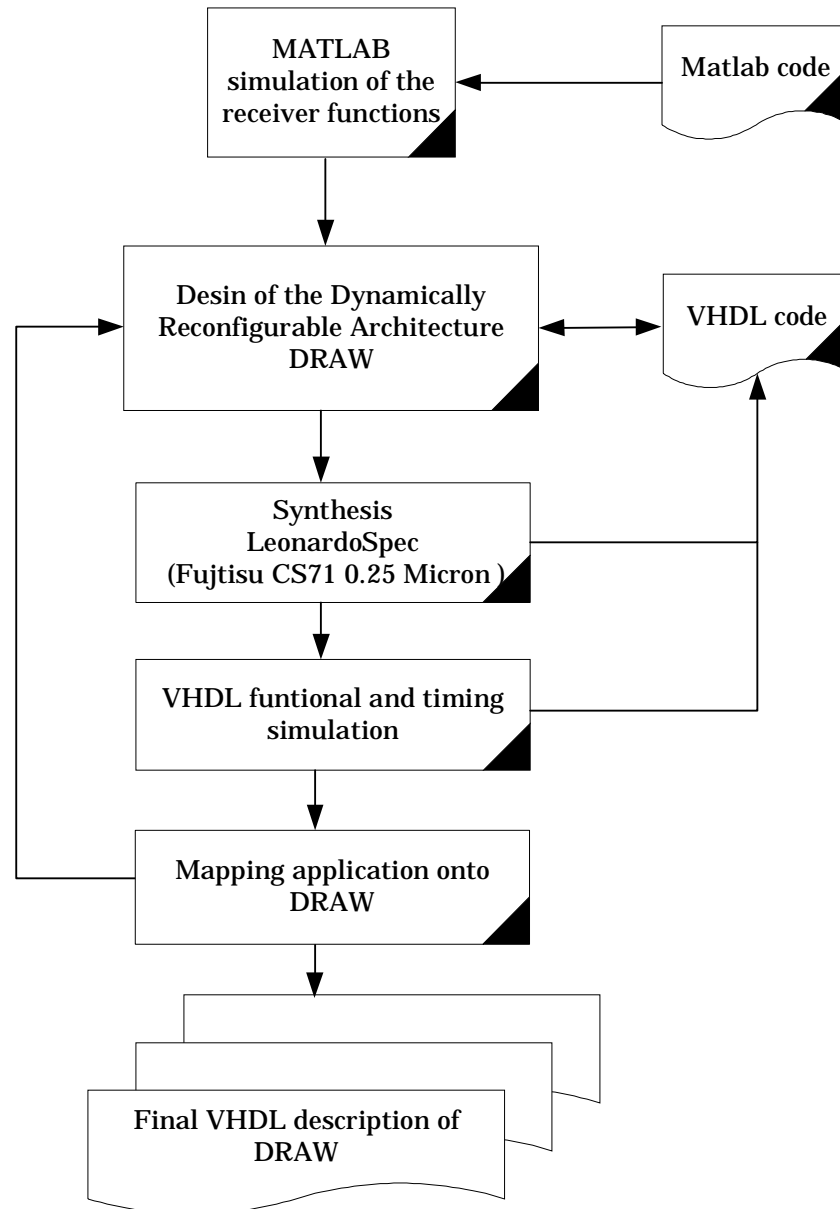 MATLAB
simulation of the
receiver functions
Matlab code
Desin of the Dynamically
Reconfigurable Architecture
DRAW
VHDL code
Synthesis
LeonardoSpec
(Fujtisu CS71 0.25 Micron )
VHDL funtional and timing
simulation
Mapping application onto
DRAW
Final VHDL description of
DRAW